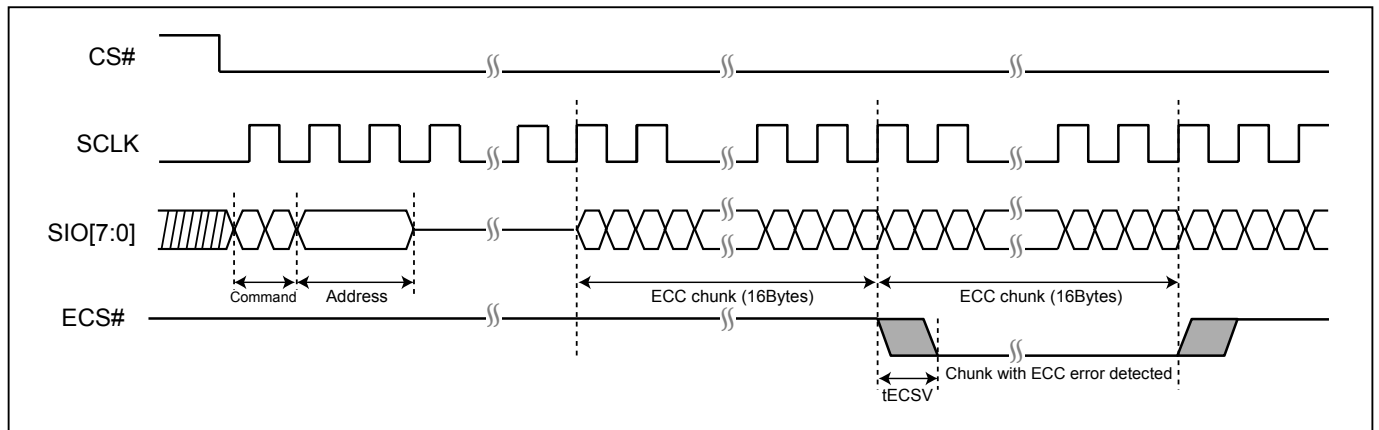 CS#
SCLK
SIO[7:0]
Command
Address
ECC chunk (16Bytes)
ECC chunk (16Bytes)
ECS#
Chunk with ECC error detected
tECSV